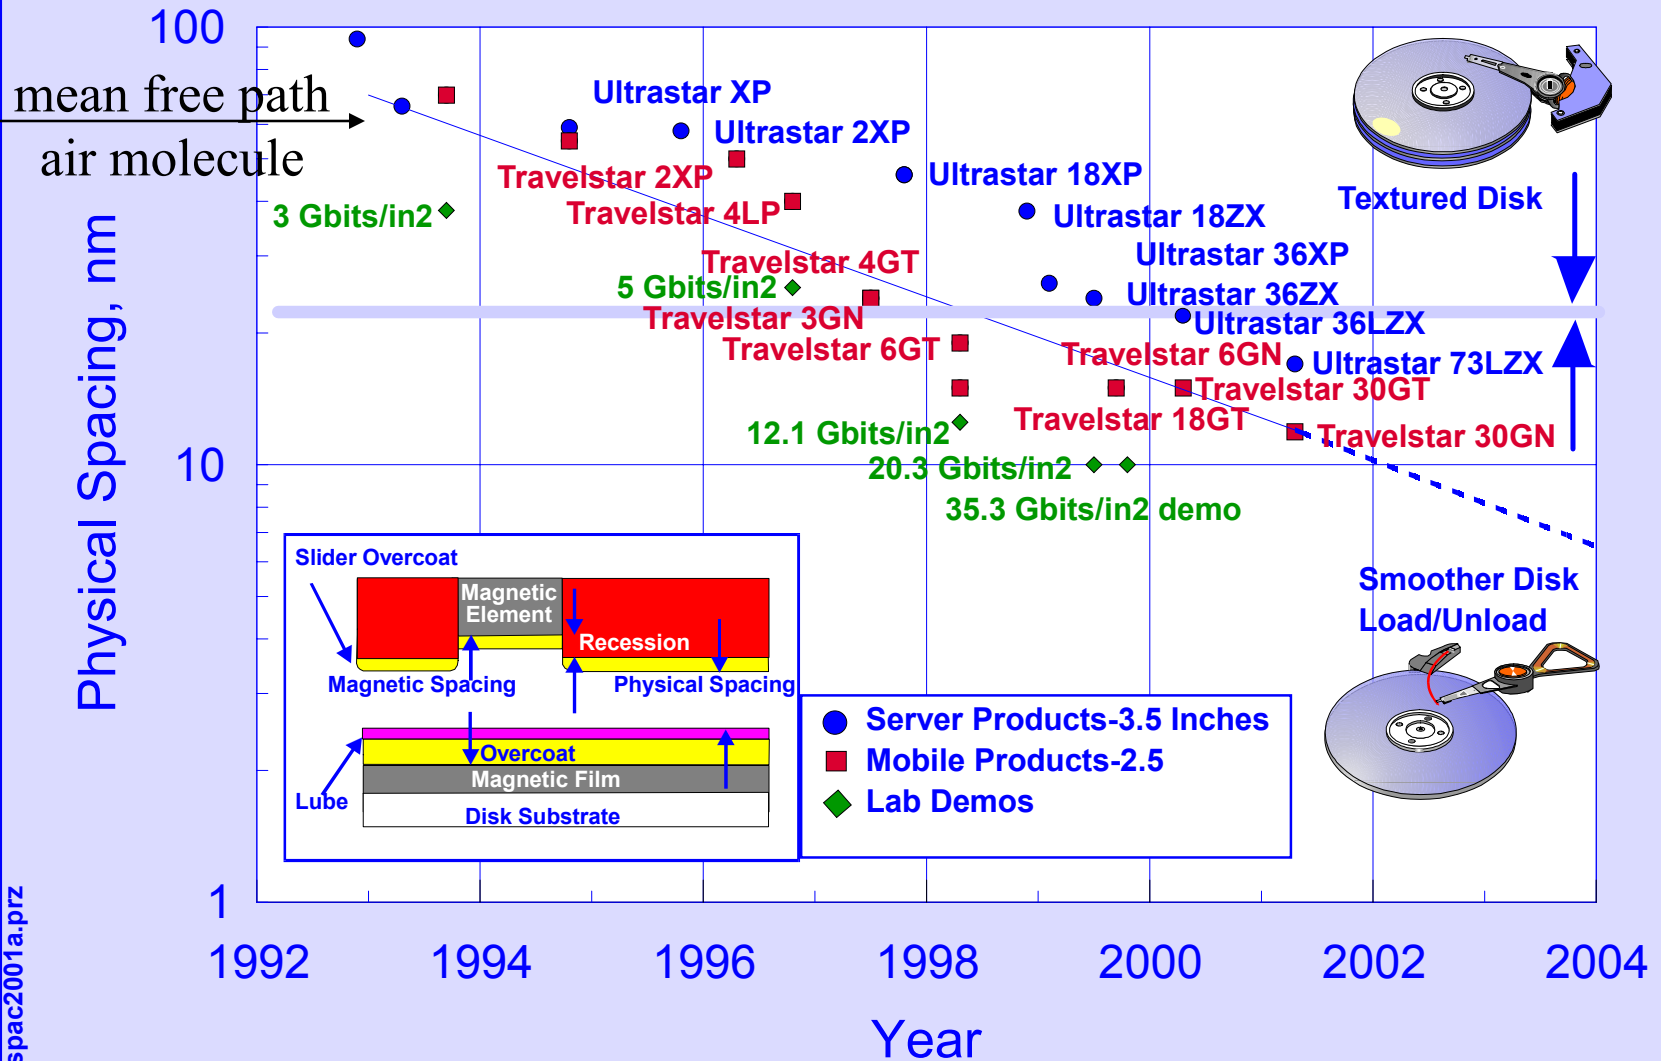 100
mean free path
air molecule
Ultrastar XP
Ultrastar 2XP
Travelstar 2XP
Ultrastar 18XP
Textured Disk
3 Gbits/in2
Travelstar 4LP
Ultrastar 18ZX
Ultrastar 36XP
Travelstar 4GT
5 Gbits/in2
Ultrastar 36ZX
Travelstar 3GN
Ultrastar 36LZX
Travelstar 6GT
Travelstar 6GN
Ultrastar 73LZX
Travelstar 30GT
Travelstar 18GT
12.1 Gbits/in2
Travelstar 30GN
10
20.3 Gbits/in2
35.3 Gbits/in2 demo
Physical Spacing, nm
Slider Overcoat
Magnetic
Element
Recession
Magnetic Spacing
Physical Spacing
Overcoat
Magnetic Film
Lube
Disk Substrate
Smoother Disk
Load/Unload
Server Products-3.5 Inches
Mobile Products-2.5
Lab Demos
1
1992
1994
1996
1998
2000
2002
2004
Year
spac2001a.prz